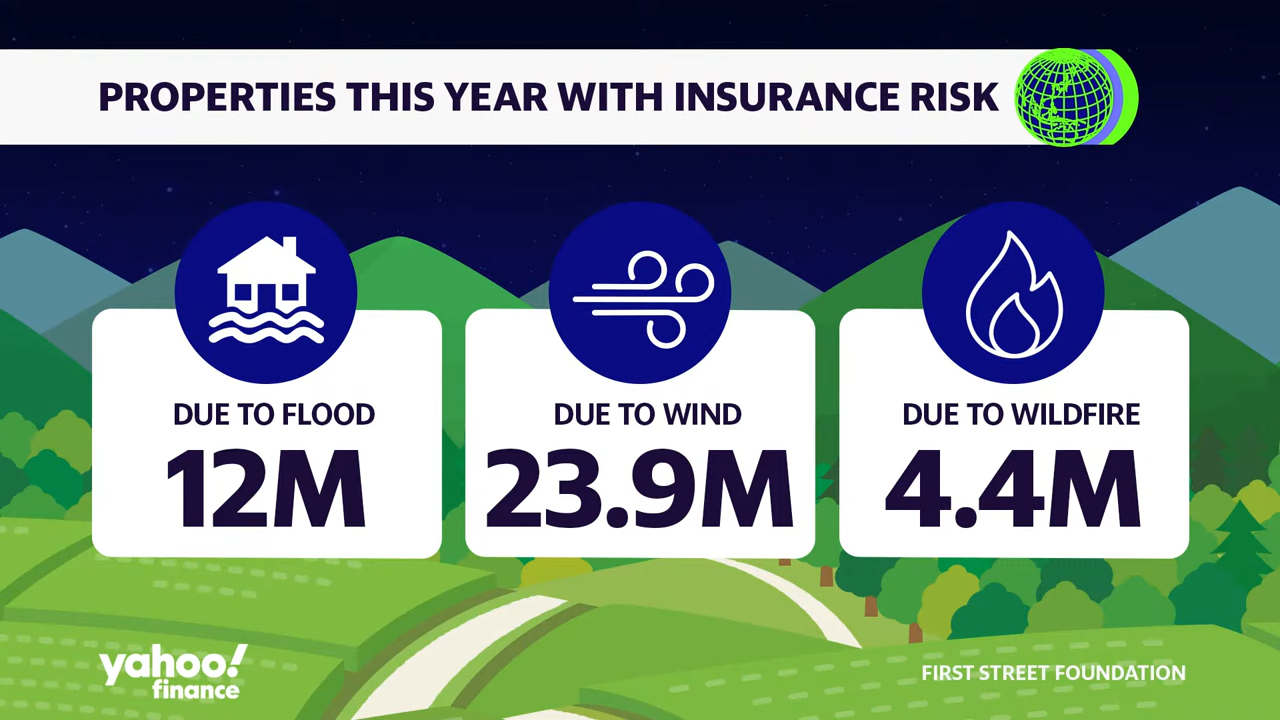 PROPERTIES THIS YEAR WITH INSURANCE RISK
DUE TO FLOOD
12M
DUE TO WIND
23.9M
DUE TO WILDFIRE
4.4M
yahoo!
finance
FIRST STREET FOUNDATION